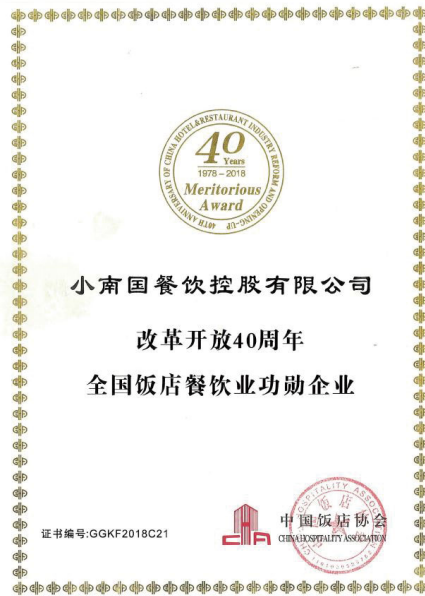 40TH ANNIVERSARY OF CHINA HOTEL&RESTAURANT INDUSTRY REFORM AND OPENING-UP
40
Years
1978-2018
Meritorious
Award
小南国餐饮控股有限公司
改革开放40周年
全国饭店餐饮业功勋企业
证书编号:GGKF2018C21
CHA
中国饭店协会
CHINA HOSPITALITY ASSOCIATION